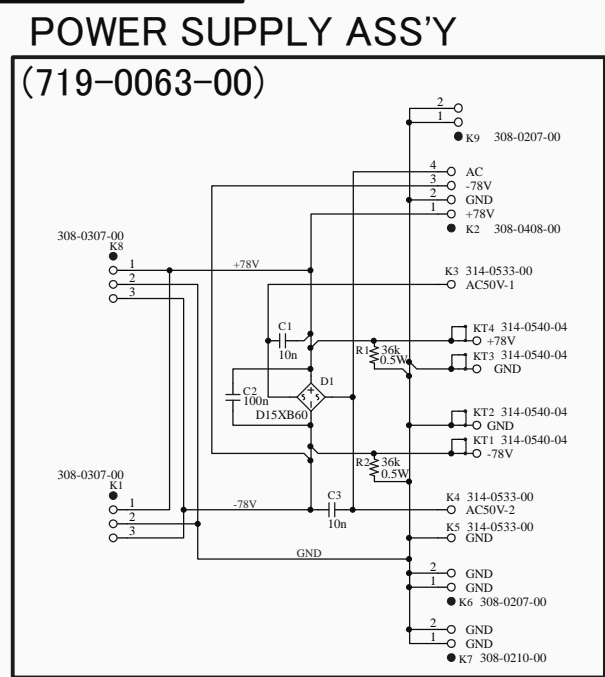 POWER SUPPLY ASS'Y
(719-0063-00)
2
1
K9 308-0207-00
4 AC
3 -78V
2 GND
1 +78V
K2 308-0408-00
308-0307-00
K8
1
2
3
+78V
K3 314-0533-00
AC50V-1
C1
10n
KT4 314-0540-04
+78V
R1 36k
0.5W
KT3 314-0540-04
GND
C2
100n
D1
D15XB60
KT2 314-0540-04
GND
KT1 314-0540-04
-78V
R2 36k
0.5W
308-0307-00
K1
1
2
3
-78V
C3
10n
K4 314-0533-00
AC50V-2
K5 314-0533-00
GND
GND
2 GND
1 GND
K6 308-0207-00
2 GND
1 GND
K7 308-0210-00